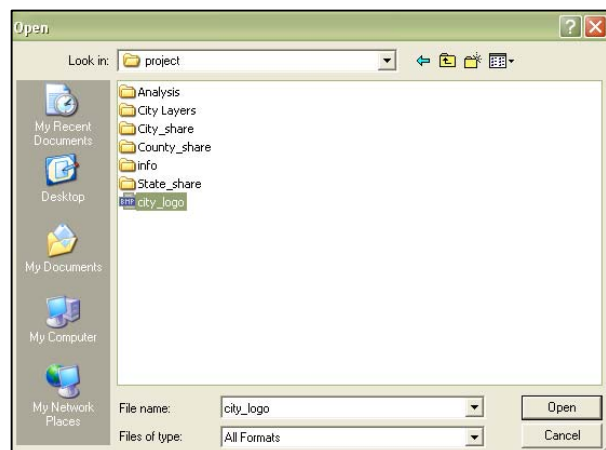 Open
Look in: project
Analysis
City Layers
City_share
County_share
info
State_share
BMP city_logo
My Recent
Documents
Desktop
My Documents
My Computer
My Network
Places
File name: city_logo Open
Files of type: All Formats Cancel